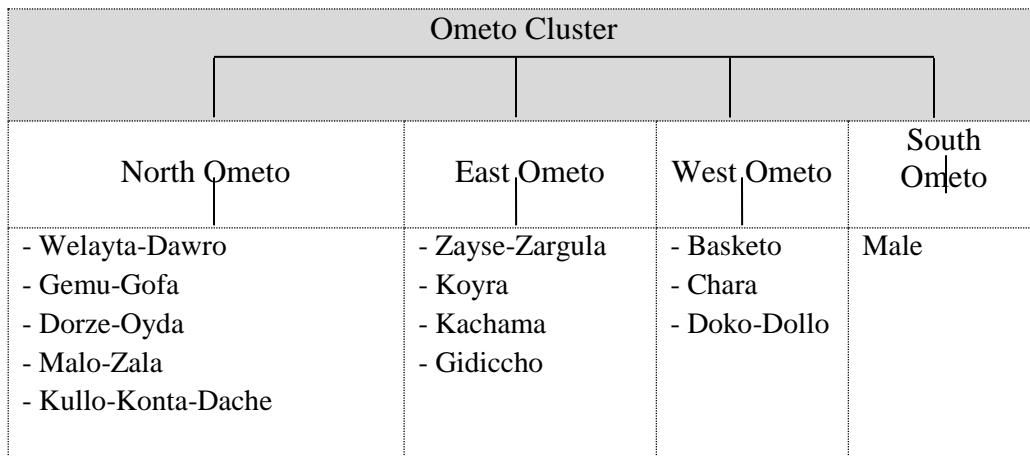 Ometo Cluster
North Ometo
East Ometo
West Ometo
South
Ometo
- Welayta-Dawro
- Gemu-Gofa
- Dorze-Oyda
- Malo-Zala
- Kullo-Konta-Dache
- Zayse-Zargula
- Koyra
- Kachama
- Gidiccho
- Basketo
- Chara
- Doko-Dollo
Male